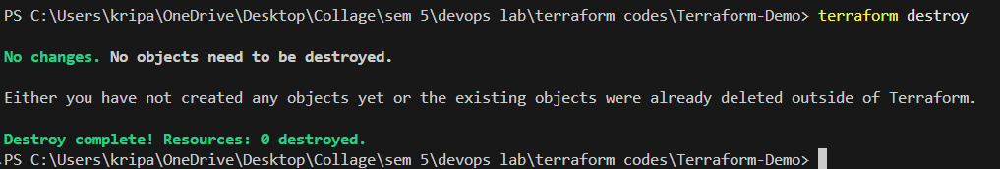 PS C:\Users\kripa\OneDrive\Desktop\Collage\sem 5\devops lab\terraform codes\Terraform-Demo> terraform destroy
No changes. No objects need to be destroyed.
Either you have not created any objects yet or the existing objects were already deleted outside of Terraform.
Destroy complete! Resources: 0 destroyed.
PS C:\Users\kripa\OneDrive\Desktop\Collage\sem 5\devops lab\terraform codes\Terraform-Demo>